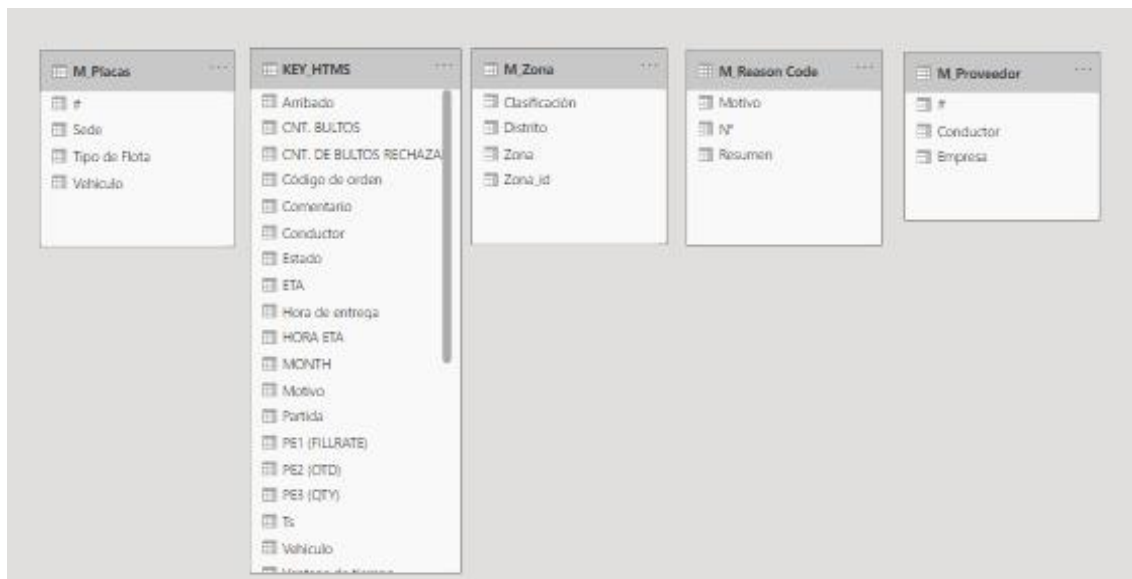 M_Placas
#
Sede
Tipo de Flota
Vehiculo
KEY_HTMS
Arribado
CNT. BULTOS
CNT. DE BULTOS RECHAZA
Código de orden
Comentario
Conductor
Estado
ETA
Hora de entrega
HORA ETA
MONTH
Motivo
Partida
PE1 (FILLRATE)
PE2 (OTD)
PE3 (QTY)
Ts
Vehiculo
M_Zona
Clasificación
Distrito
Zona
Zona_id
M_Reason Code
Motivo
N°
Resumen
M_Proveedor
#
Conductor
Empresa